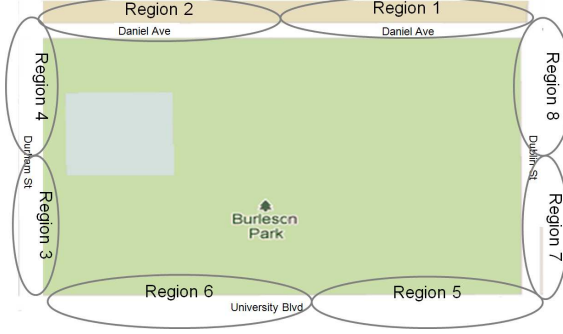 Region 2
Region 1
Daniel Ave
Daniel Ave
Region 4
Region 8
Durham St
Dublin St
Burleson
Park
Region 3
Region 7
Region 6
Region 5
University Blvd